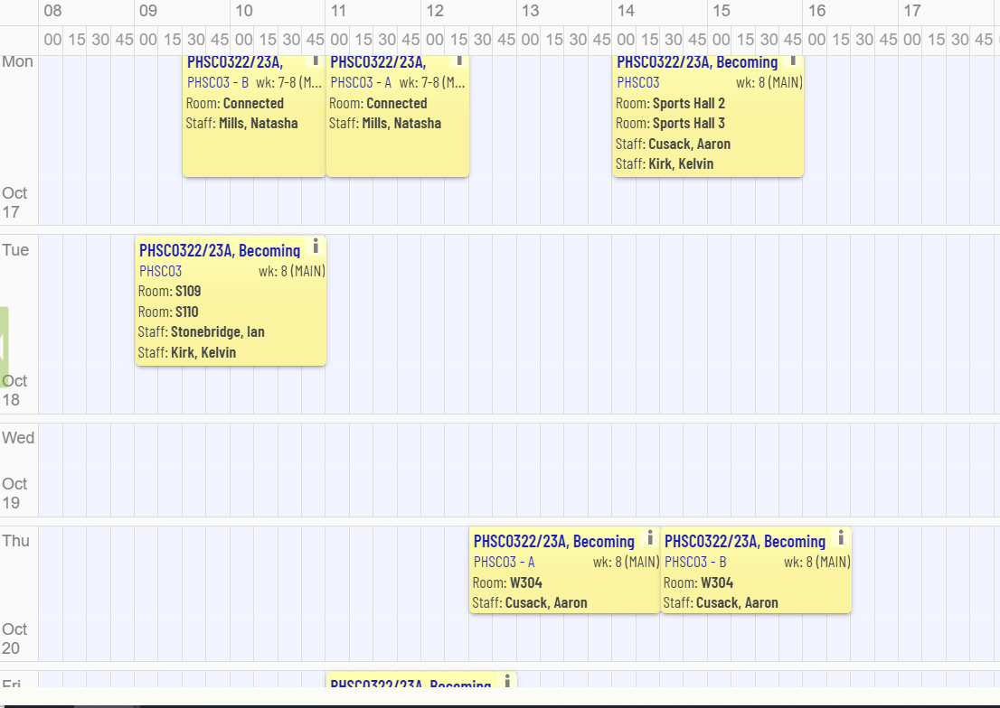 08 09 10 11 12 13 14 15 16 17
00 15 30 45 00 15 30 45 00 15 30 45 00 15 30 45 00 15 30 45 00 15 30 45 00 15 30 45 00 15 30 45 00 15 30 45 00 15 30 45
Mon
Oct
17
PHSC0322/23A,
PHSC03 - B wk: 7-8 (M...
Room: Connected
Staff: Mills, Natasha
PHSC0322/23A,
PHSC03 - A wk: 7-8 (M...
Room: Connected
Staff: Mills, Natasha
PHSC0322/23A, Becoming
PHSC03 wk: 8 (MAIN)
Room: Sports Hall 2
Room: Sports Hall 3
Staff: Cusack, Aaron
Staff: Kirk, Kelvin
Tue
Oct
18
PHSC0322/23A, Becoming
PHSC03 wk: 8 (MAIN)
Room: S109
Room: S110
Staff: Stonebridge, Ian
Staff: Kirk, Kelvin
Wed
Oct
19
Thu
Oct
20
PHSC0322/23A, Becoming
PHSC03 - A wk: 8 (MAIN)
Room: W304
Staff: Cusack, Aaron
PHSC0322/23A, Becoming
PHSC03 - B wk: 8 (MAIN)
Room: W304
Staff: Cusack, Aaron
Fri
PHSC0322/23A, Becoming